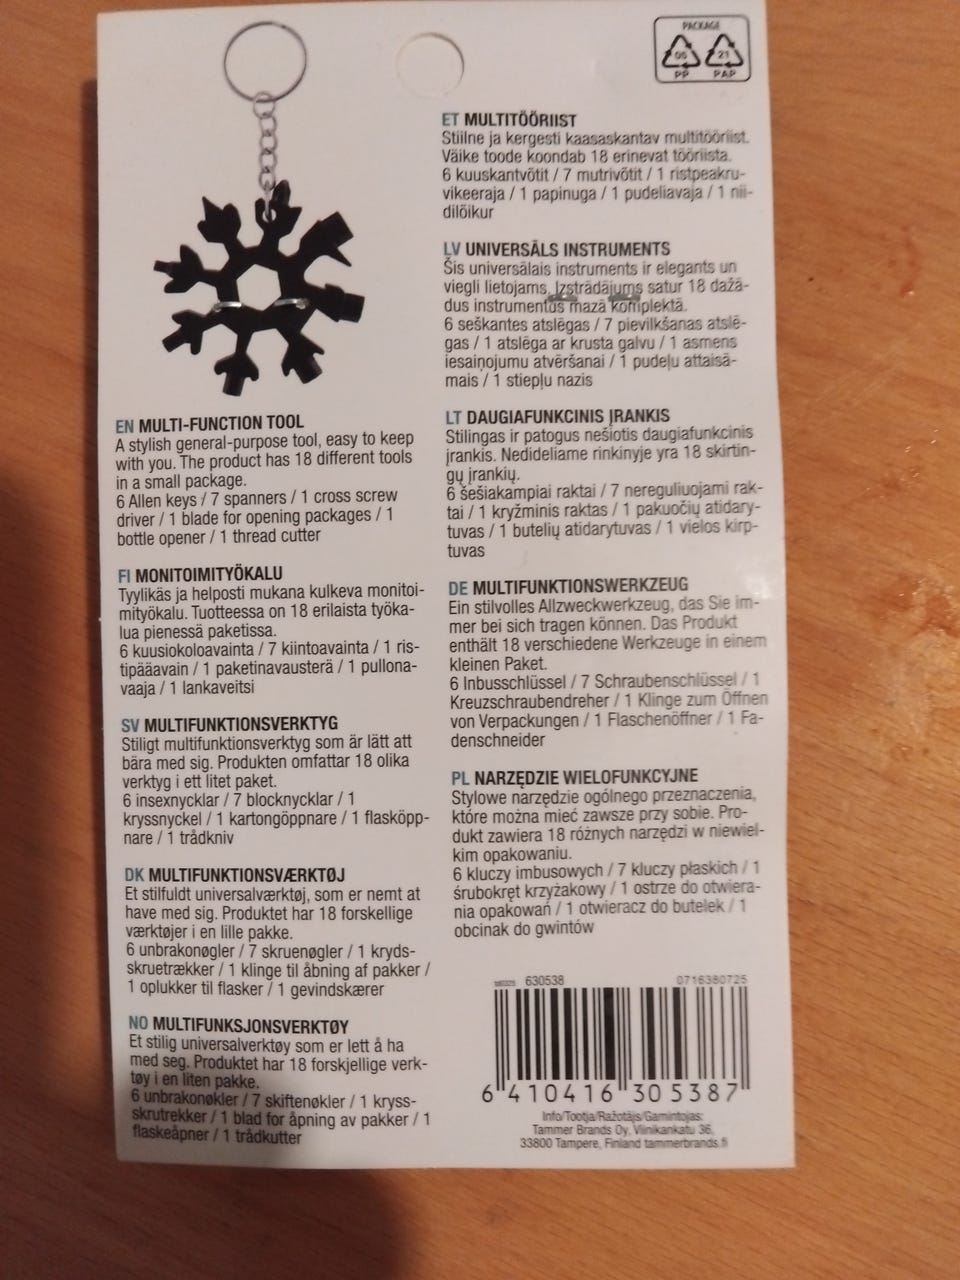 PACKAGE
05 21
PP PAP
EN MULTI-FUNCTION TOOL
A stylish general-purpose tool, easy to keep
with you. The product has 18 different tools
in a small package.
6 Allen keys / 7 spanners / 1 cross screw
driver / 1 blade for opening packages / 1
bottle opener / 1 thread cutter
FI MONITOIMITYÖKALU
Tyylikäs ja helposti mukana kulkeva monitoi-
mityökalu. Tuotteessa on 18 erilaista työka-
lua pienessä paketissa.
6 kuusiokoloavainta / 7 kiintoavainta / 1 ris-
tipääavain / 1 paketinavausterä / 1 pullona-
vaaja / 1 lankaveitsi
SV MULTIFUNKTIONSVERKTYG
Stiligt multifunktionsverktyg som är lätt att
bära med sig. Produkten omfattar 18 olika
verktyg i ett litet paket.
6 insexnycklar / 7 blocknycklar / 1
kryssnyckel / 1 kartongöppnare / 1 flasköpp-
nare / 1 trådkniv
DK MULTIFUNKTIONSVÆRKTØJ
Et stilfuldt universalværktøj, som er nemt at
have med sig. Produktet har 18 forskellige
værktøjer i en lille pakke.
6 unbrakonøgler / 7 skruenøgler / 1 kryds-
skruetrækker / 1 klinge til åbning af pakker /
1 oplukker til flasker / 1 gevindskærer
NO MULTIFUNKSJONSVERKTØY
Et stilig universalverktøy som er lett å ha
med seg. Produktet har 18 forskjellige verk-
tøy i en liten pakke.
6 unbrakonøkler / 7 skiftenøkler / 1 kryss-
skrutrekker / 1 blad for åpning av pakker / 1
flaskeåpner / 1 trådkutter
ET MULTITÖÖRIIST
Stiilne ja kergesti kaasaskantav multitööriist.
Väike toode koondab 18 erinevat tööriista.
6 kuuskantvõtit / 7 mutrivõtit / 1 ristpeakru-
vikeeraja / 1 papinuga / 1 pudeliavaja / 1 nii-
dilõikur
LV UNIVERSĀLS INSTRUMENTS
Šis universālais instruments ir elegants un
viegli lietojams. Izstrādājums satur 18 dažā-
dus instrumentus mazā komplektā.
6 seškantes atslēgas / 7 pievilkšanas atslē-
gas / 1 atslēga ar krusta galvu / 1 asmens
iesaiņojumu atvēršanai / 1 pudeļu attaisā-
mais / 1 stiepļu nazis
LT DAUGIAFUNKCINIS ĮRANKIS
Stilingas ir patogus nešiotis daugiafunkcinis
įrankis. Nedideliame rinkinyje yra 18 skirtin-
gų įrankių.
6 šešiakampiai raktai / 7 nereguliuojami rak-
tai / 1 kryžminis raktas / 1 pakuočių atidary-
tuvas / 1 butelių atidarytuvas / 1 vielos kirp-
tuvas
DE MULTIFUNKTIONSWERKZEUG
Ein stilvolles Allzweckwerkzeug, das Sie im-
mer bei sich tragen können. Das Produkt
enthält 18 verschiedene Werkzeuge in einem
kleinen Paket.
6 Inbusschlüssel / 7 Schraubenschlüssel / 1
Kreuzschraubendreher / 1 Klinge zum Öffnen
von Verpackungen / 1 Flaschenöffner / 1 Fa-
denschneider
PL NARZĘDZIE WIELOFUNKCYJNE
Stylowe narzędzie ogólnego przeznaczenia,
które można mieć zawsze przy sobie. Pro-
dukt zawiera 18 różnych narzędzi w niewiel-
kim opakowaniu.
6 kluczy imbusowych / 7 kluczy płaskich / 1
śrubokręt krzyżakowy / 1 ostrze do otwiera-
nia opakowań / 1 otwieracz do butelek / 1
obcinak do gwintów
630538 0716380725
6 410416 305387
Info/Tootja/Ražotājs/Gamintojas:
Tammer Brands Oy, Viinikankatu 36,
33800 Tampere, Finland tammerbrands.fi